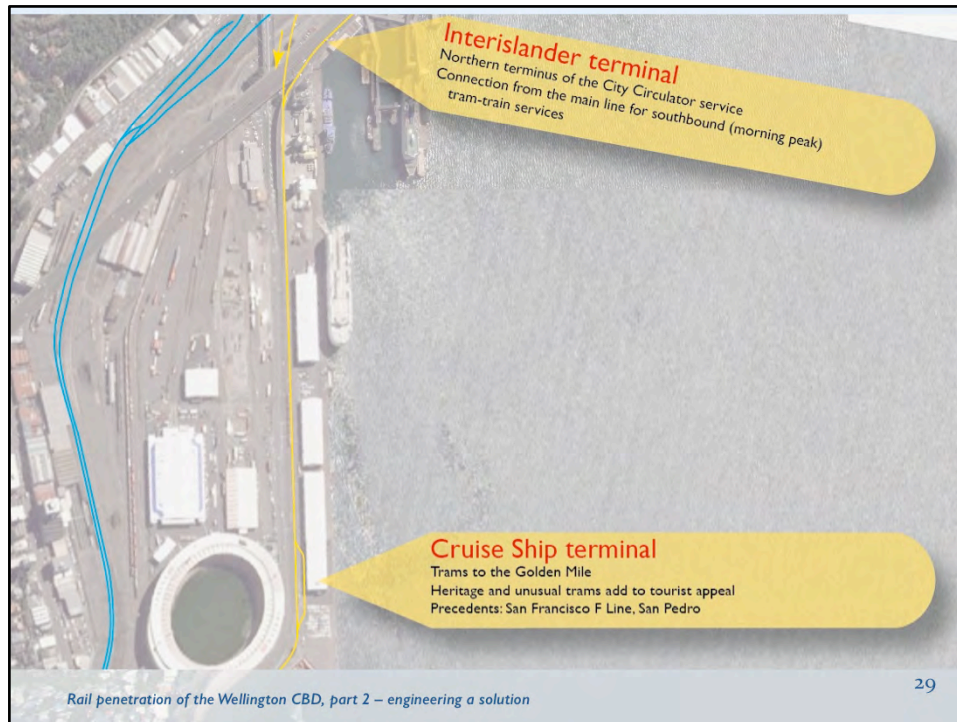 Interislander terminal
Northern terminus of the City Circulator service
Connection from the main line for southbound (morning peak)
tram-train services
Cruise Ship terminal
Trams to the Golden Mile
Heritage and unusual trams add to tourist appeal
Precedents: San Francisco F Line, San Pedro
Rail penetration of the Wellington CBD, part 2 – engineering a solution
29